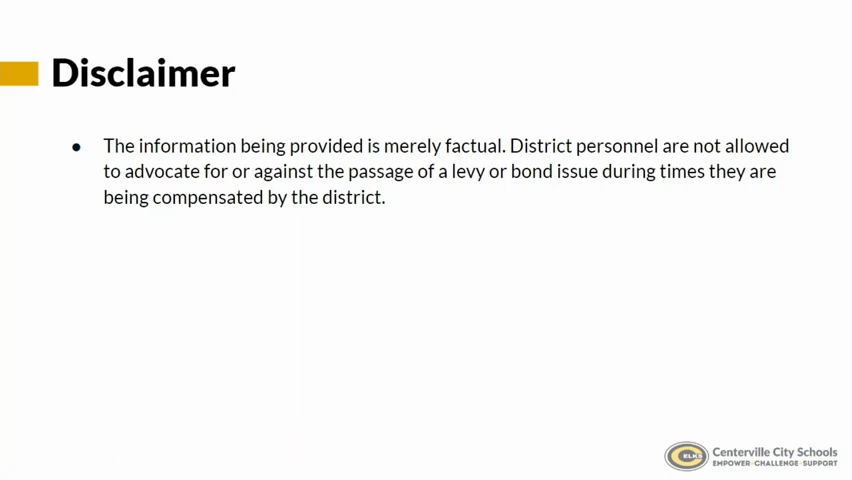 Disclaimer
● The information being provided is merely factual. District personnel are not allowed
to advocate for or against the passage of a levy or bond issue during times they are
being compensated by the district.
ELKS
Centerville City Schools
EMPOWER•CHALLENGE•SUPPORT